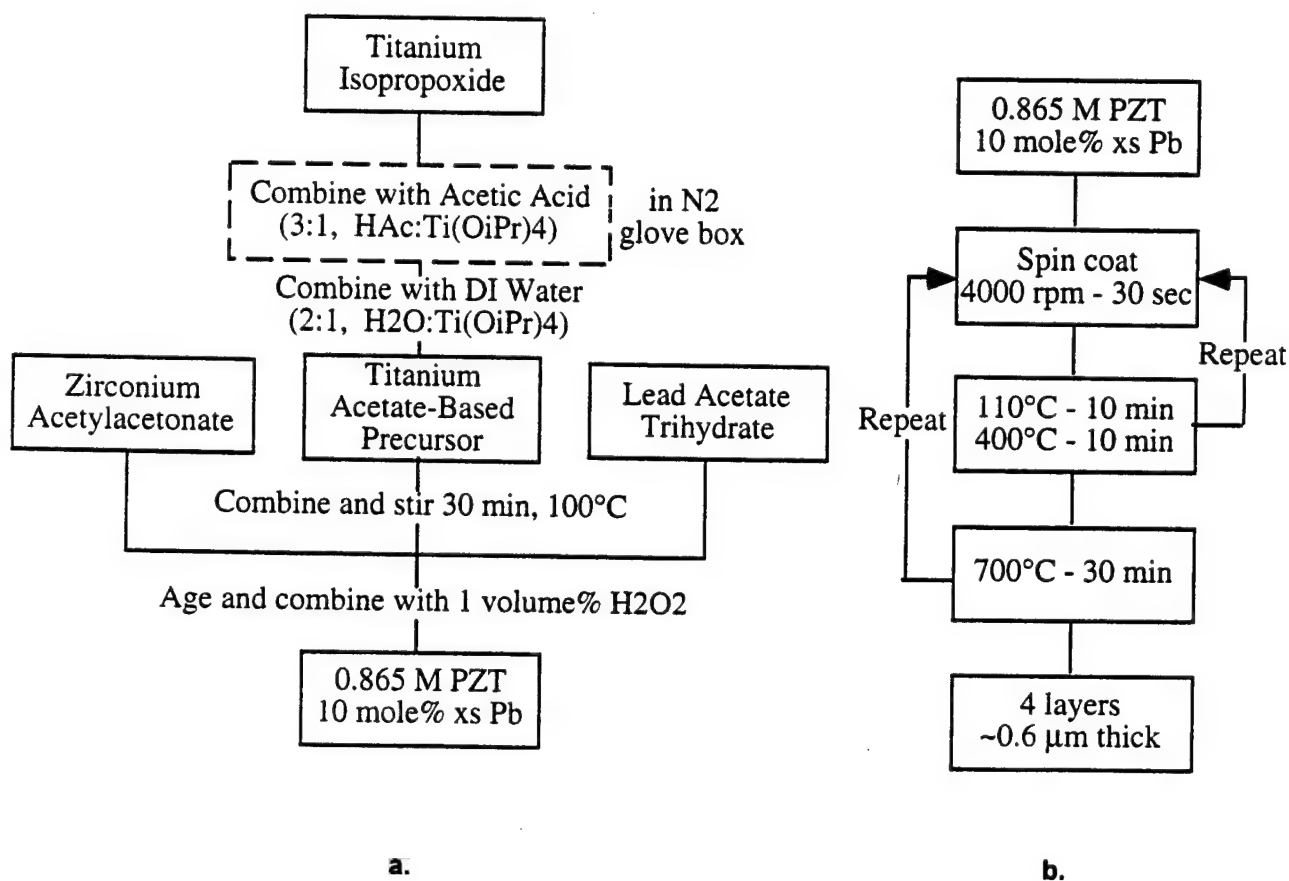 Titanium
Isopropoxide
Combine with Acetic Acid
(3:1, HAc:Ti(OiPr)4)
in N2
glove box
Combine with DI Water
(2:1, H2O:Ti(OiPr)4)
Zirconium
Acetylacetonate
Titanium
Acetate-Based
Precursor
Lead Acetate
Trihydrate
Combine and stir 30 min, 100°C
Age and combine with 1 volume% H2O2
0.865 M PZT
10 mole% xs Pb
a.
0.865 M PZT
10 mole% xs Pb
Spin coat
4000 rpm - 30 sec
Repeat
Repeat
110°C - 10 min
400°C - 10 min
700°C - 30 min
4 layers
~0.6 μm thick
b.